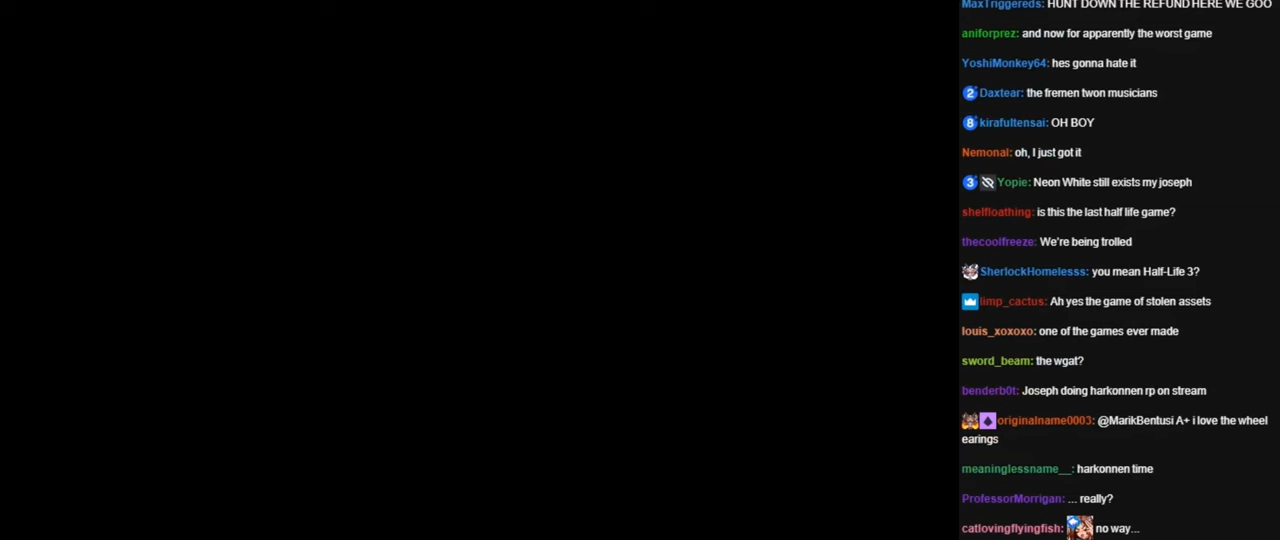 MaxTriggereds: HUNT DOWN THE REFUND HERE WE GOO
aniforprez: and now for apparently the worst game
YoshiMonkey64: hes gonna hate it
2 Daxtear: the fremen twon musicians
8 kirafultensai: OH BOY
Nemonal: oh, I just got it
3 Yopie: Neon White still exists my joseph
shelfloathing: is this the last half life game?
thecoolfreeze: We're being trolled
SherlockHomelesss: you mean Half-Life 3?
limp_cactus: Ah yes the game of stolen assets
louis_xoxoxo: one of the games ever made
sword_beam: the wgat?
benderb0t: Joseph doing harkonnen rp on stream
originalname0003: @MarikBentusi A+ i love the wheel
earings
meaninglessname__: harkonnen time
ProfessorMorrigan: ... really?
catlovingflyingfish: no way...